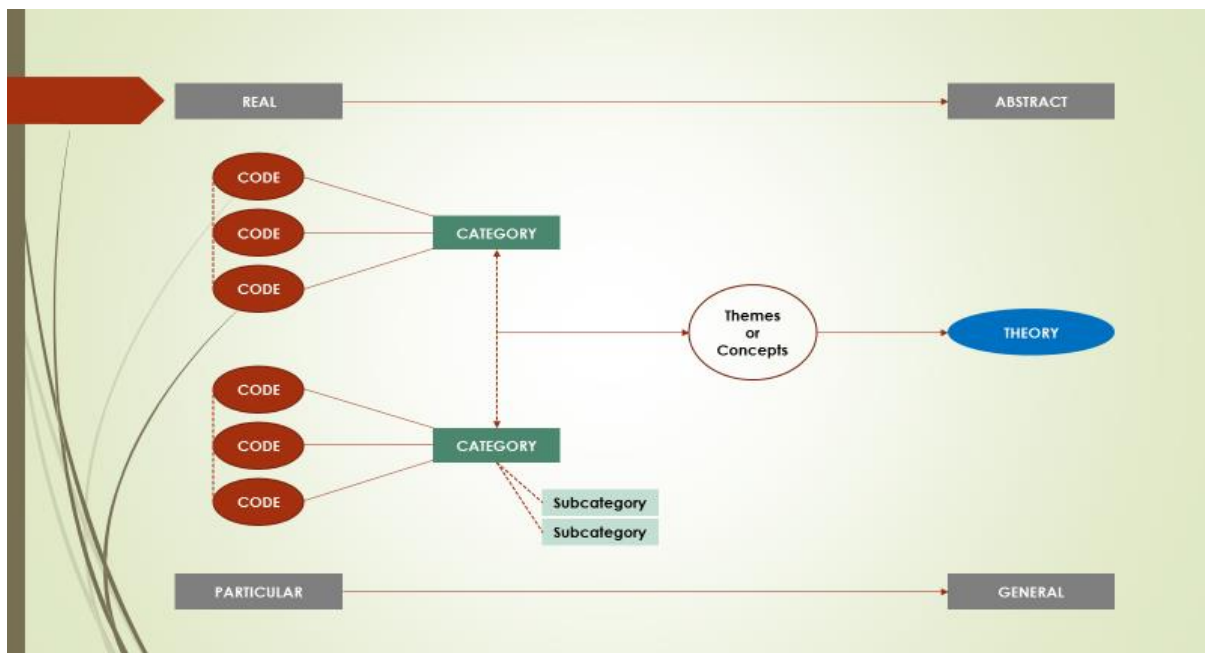 REAL
ABSTRACT
CODE
CODE
CODE
CATEGORY
Themes
or
Concepts
THEORY
CODE
CODE
CODE
CATEGORY
Subcategory
Subcategory
PARTICULAR
GENERAL